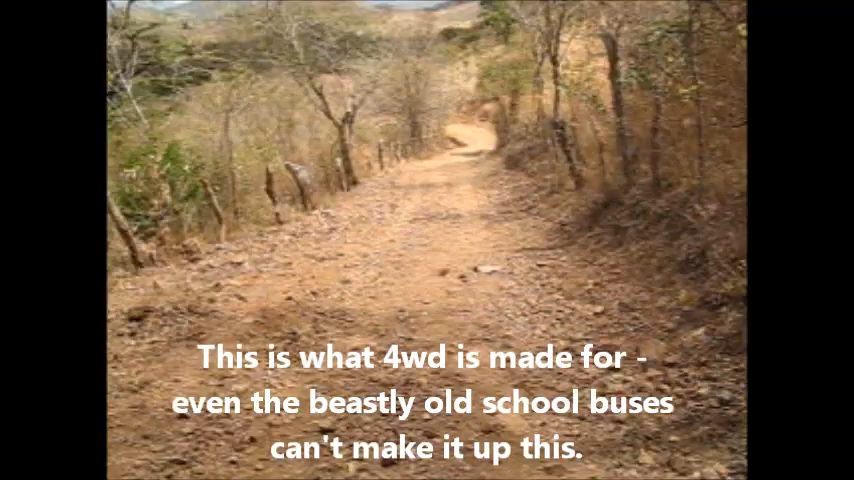 This is what 4wd is made for -
even the beastly old school buses
can't make it up this.